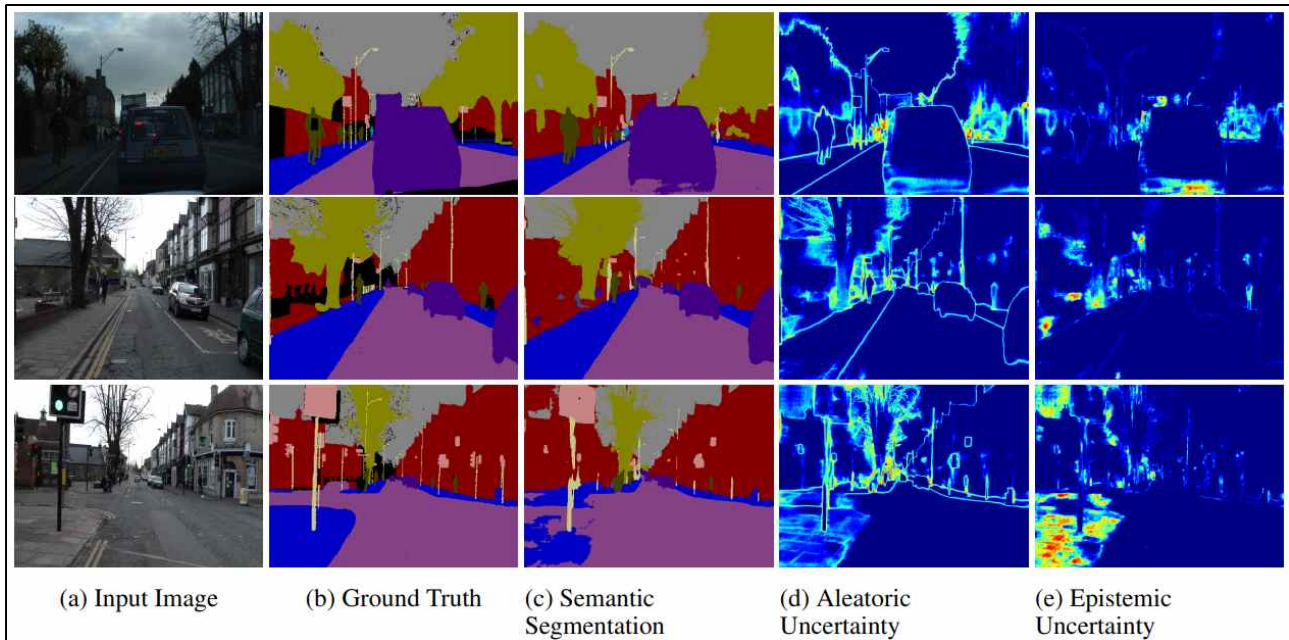 (a) Input Image
(b) Ground Truth
(c) Semantic
Segmentation
(d) Aleatoric
Uncertainty
(e) Epistemic
Uncertainty